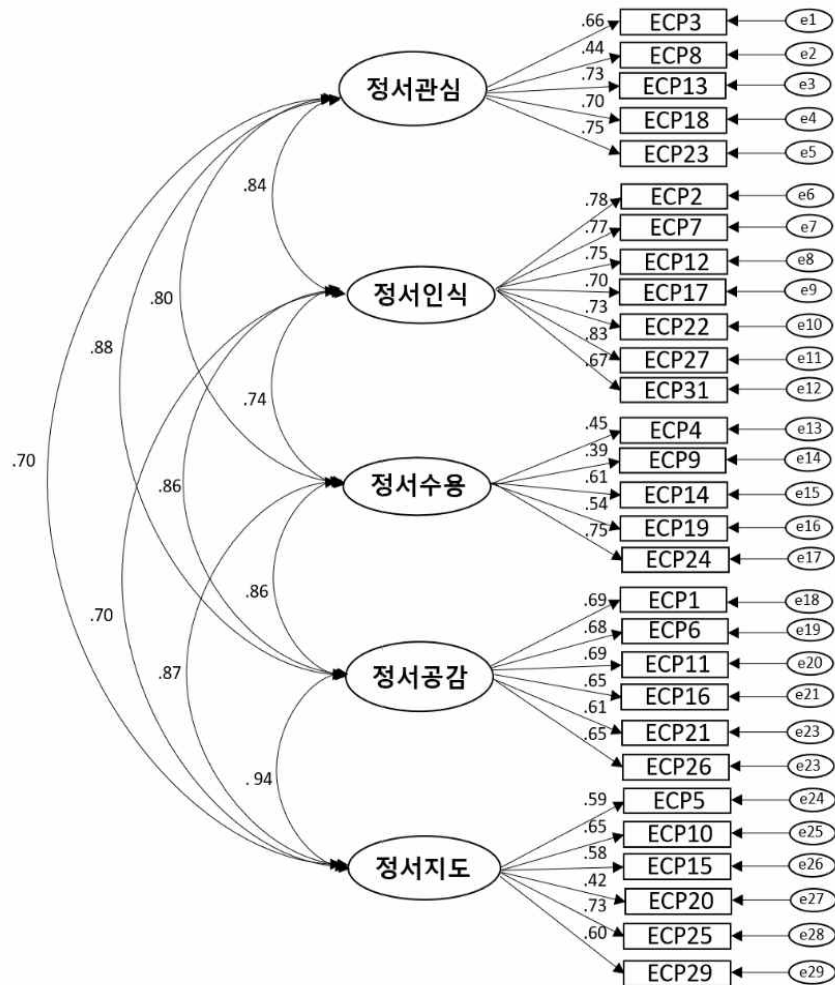 .66 ECP3 e1
.44 ECP8 e2
정서관심 .73 ECP13 e3
.70 ECP18 e4
.75 ECP23 e5
.84
.78 ECP2 e6
.77 ECP7 e7
.75 ECP12 e8
정서인식 .70 ECP17 e9
.80
.73 ECP22 e10
.83 ECP27 e11
.88
.67 ECP31 e12
.74
.45 ECP4 e13
.70
.39 ECP9 e14
.86
정서수용 .61 ECP14 e15
.54 ECP19 e16
.75 ECP24 e17
.86
.69 ECP1 e18
.70
.68 ECP6 e19
.87
정서공감 .69 ECP11 e20
.65 ECP16 e21
.61 ECP21 e23
.65 ECP26 e23
. 94
.59 ECP5 e24
.65 ECP10 e25
정서지도 .58 ECP15 e26
.42 ECP20 e27
.73 ECP25 e28
.60 ECP29 e29